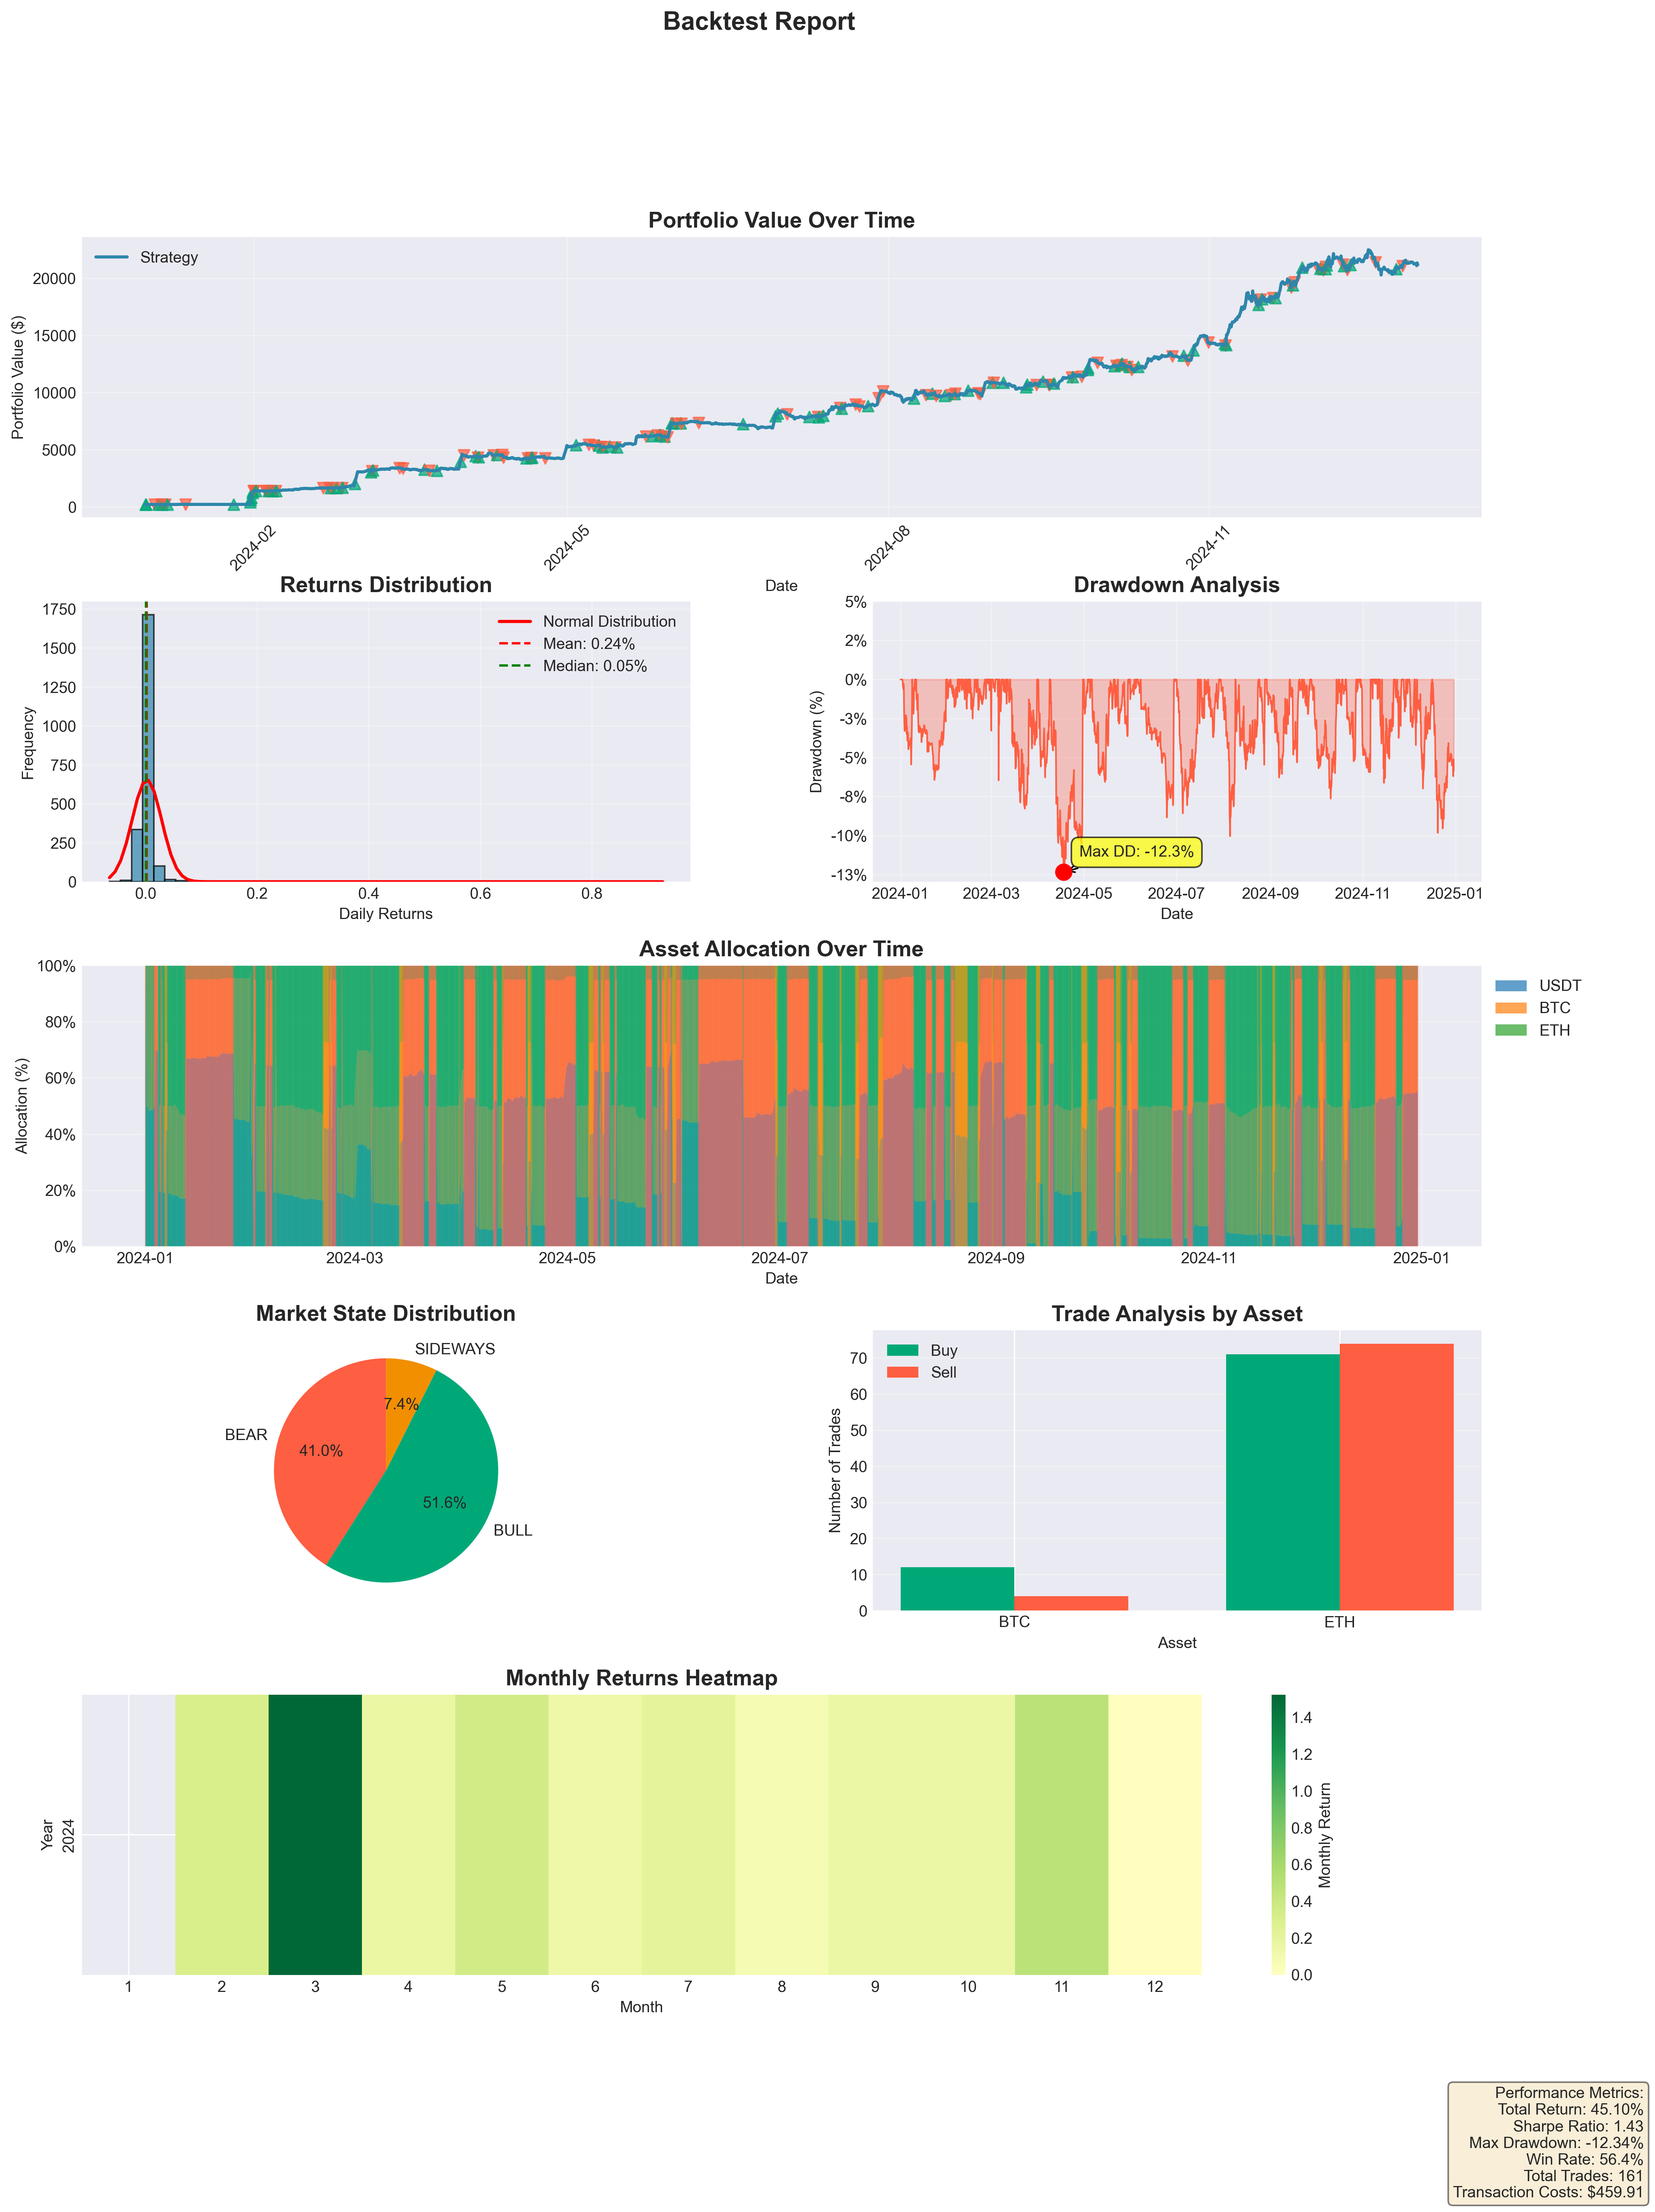 Backtest Report
Portfolio Value Over Time
Strategy
20000
15000
10000
5000
0
Portfolio Value ($)
2024-02
2024-05
2024-08
2024-11
Date
Returns Distribution
Normal Distribution
Mean: 0.24%
Median: 0.05%
1750
1500
1250
1000
750
500
250
0
Frequency
0.0 0.2 0.4 0.6 0.8
Daily Returns
Drawdown Analysis
5%
2%
0%
-3%
-5%
-8%
-10%
-13%
Drawdown (%)
Max DD: -12.3%
2024-01 2024-03 2024-05 2024-07 2024-09 2024-11 2025-01
Date
Asset Allocation Over Time
100%
80%
60%
40%
20%
0%
Allocation (%)
USDT
BTC
ETH
2024-01 2024-03 2024-05 2024-07 2024-09 2024-11 2025-01
Date
Market State Distribution
SIDEWAYS
7.4%
BEAR
41.0%
51.6%
BULL
Trade Analysis by Asset
Buy
Sell
70
60
50
40
30
20
10
0
Number of Trades
BTC ETH
Asset
Monthly Returns Heatmap
Year
2024
1 2 3 4 5 6 7 8 9 10 11 12
Month
1.4
1.2
1.0
0.8
0.6
0.4
0.2
0.0
Monthly Return
Performance Metrics:
Total Return: 45.10%
Sharpe Ratio: 1.43
Max Drawdown: -12.34%
Win Rate: 56.4%
Total Trades: 161
Transaction Costs: $459.91